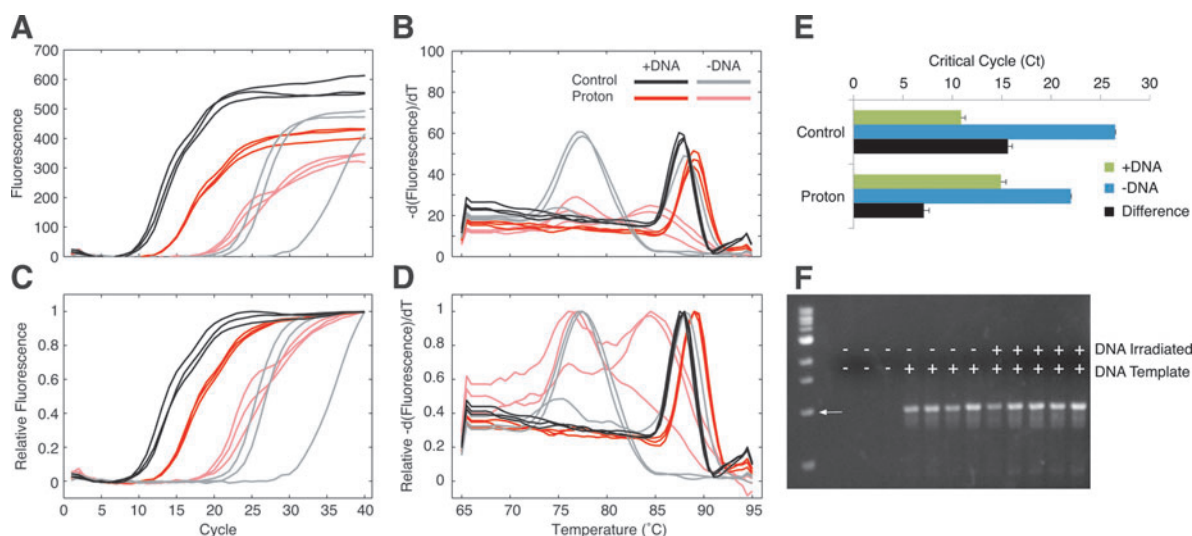 A
700
600
500
400
300
200
100
0
Fluorescence
B
100
80
60
40
20
0
-d(Fluorescence)/dT
+DNA -DNA
Control
Proton
C
1
0.8
0.6
0.4
0.2
0
Relative Fluorescence
0 5 10 15 20 25 30 35 40
Cycle
D
1
0.8
0.6
0.4
0.2
0
Relative -d(Fluorescence)/dT
65 70 75 80 85 90 95
Temperature (˚C)
E
Critical Cycle (Ct)
0 5 10 15 20 25 30
Control
Proton
+DNA
-DNA
Difference
F
- - - - - - - + + + + + DNA Irradiated
- - - + + + + + + + + + DNA Template